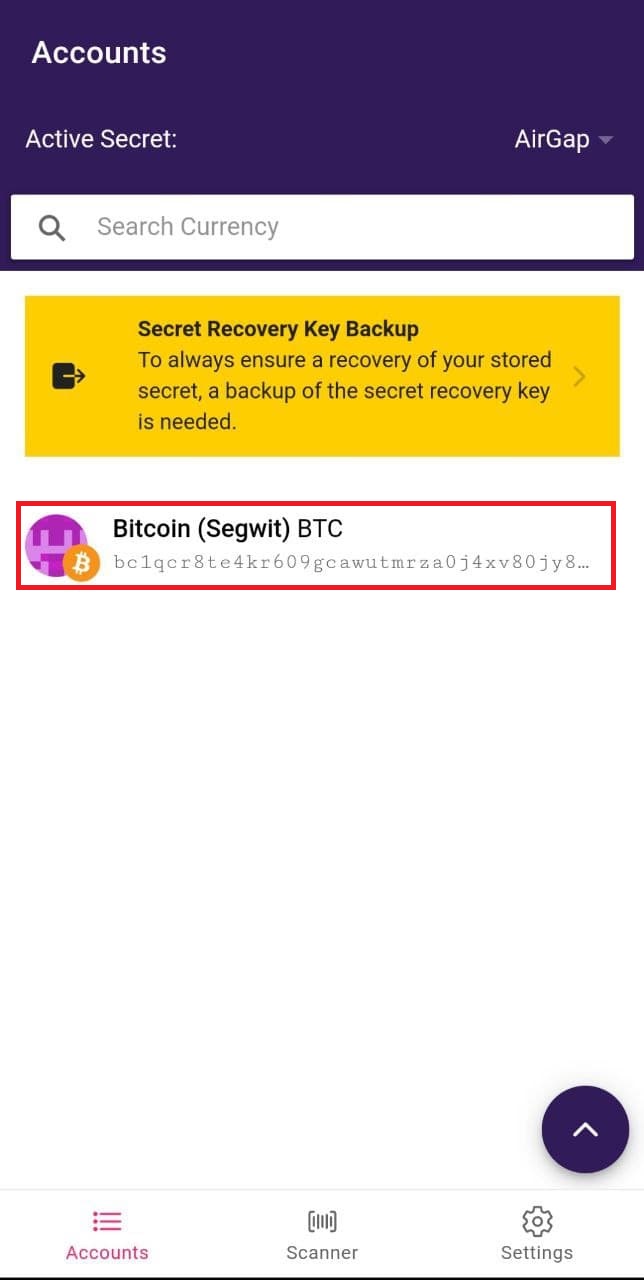 Accounts
Active Secret:
AirGap
Search Currency
Secret Recovery Key Backup
To always ensure a recovery of your stored
secret, a backup of the secret recovery key
is needed.
Bitcoin (Segwit) BTC
bc1qcr8te4kr609gcawutmrza0j4xv80jy8…
Accounts
Scanner
Settings